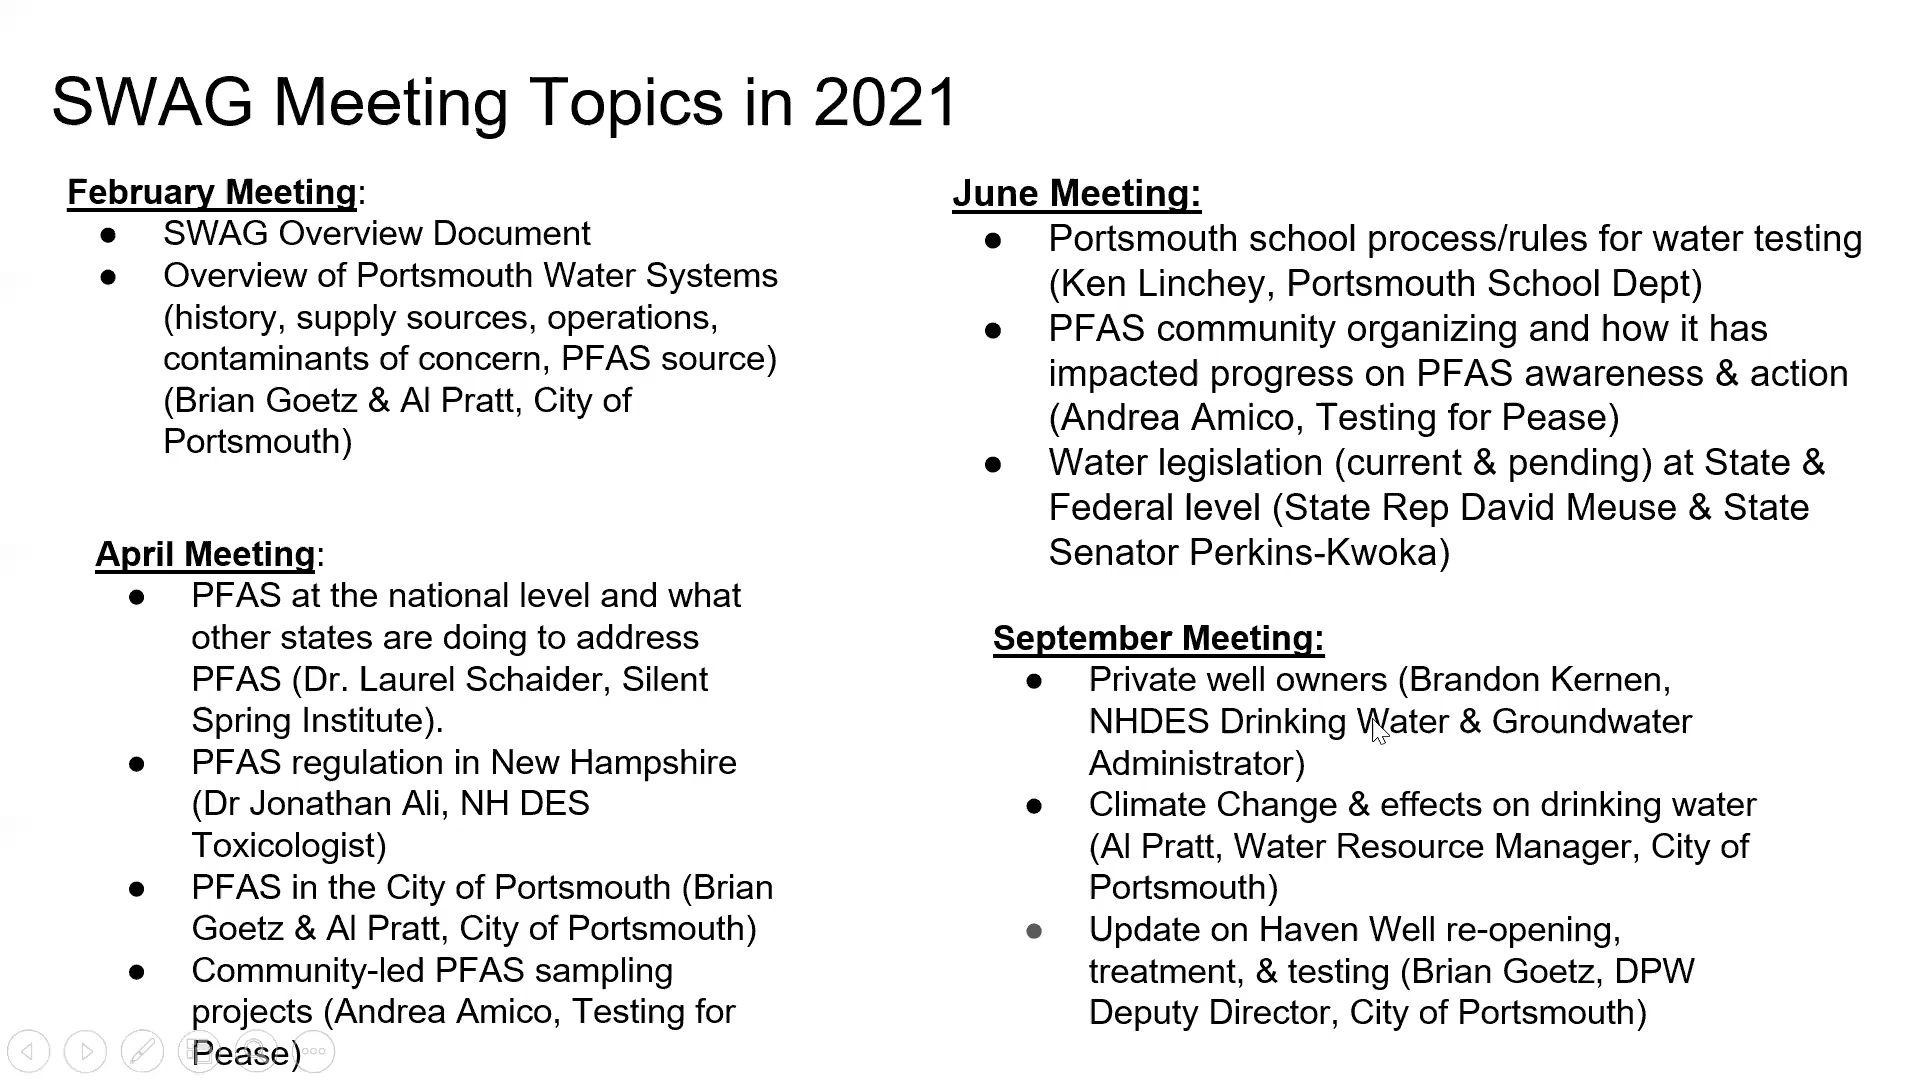 SWAG Meeting Topics in 2021
February Meeting:
● SWAG Overview Document
● Overview of Portsmouth Water Systems
(history, supply sources, operations,
contaminants of concern, PFAS source)
(Brian Goetz & Al Pratt, City of
Portsmouth)
April Meeting:
● PFAS at the national level and what
other states are doing to address
PFAS (Dr. Laurel Schaider, Silent
Spring Institute).
● PFAS regulation in New Hampshire
(Dr Jonathan Ali, NH DES
Toxicologist)
● PFAS in the City of Portsmouth (Brian
Goetz & Al Pratt, City of Portsmouth)
● Community-led PFAS sampling
projects (Andrea Amico, Testing for
Pease)
June Meeting:
● Portsmouth school process/rules for water testing
(Ken Linchey, Portsmouth School Dept)
● PFAS community organizing and how it has
impacted progress on PFAS awareness & action
(Andrea Amico, Testing for Pease)
● Water legislation (current & pending) at State &
Federal level (State Rep David Meuse & State
Senator Perkins-Kwoka)
September Meeting:
● Private well owners (Brandon Kernen,
NHDES Drinking Water & Groundwater
Administrator)
● Climate Change & effects on drinking water
(Al Pratt, Water Resource Manager, City of
Portsmouth)
● Update on Haven Well re-opening,
treatment, & testing (Brian Goetz, DPW
Deputy Director, City of Portsmouth)